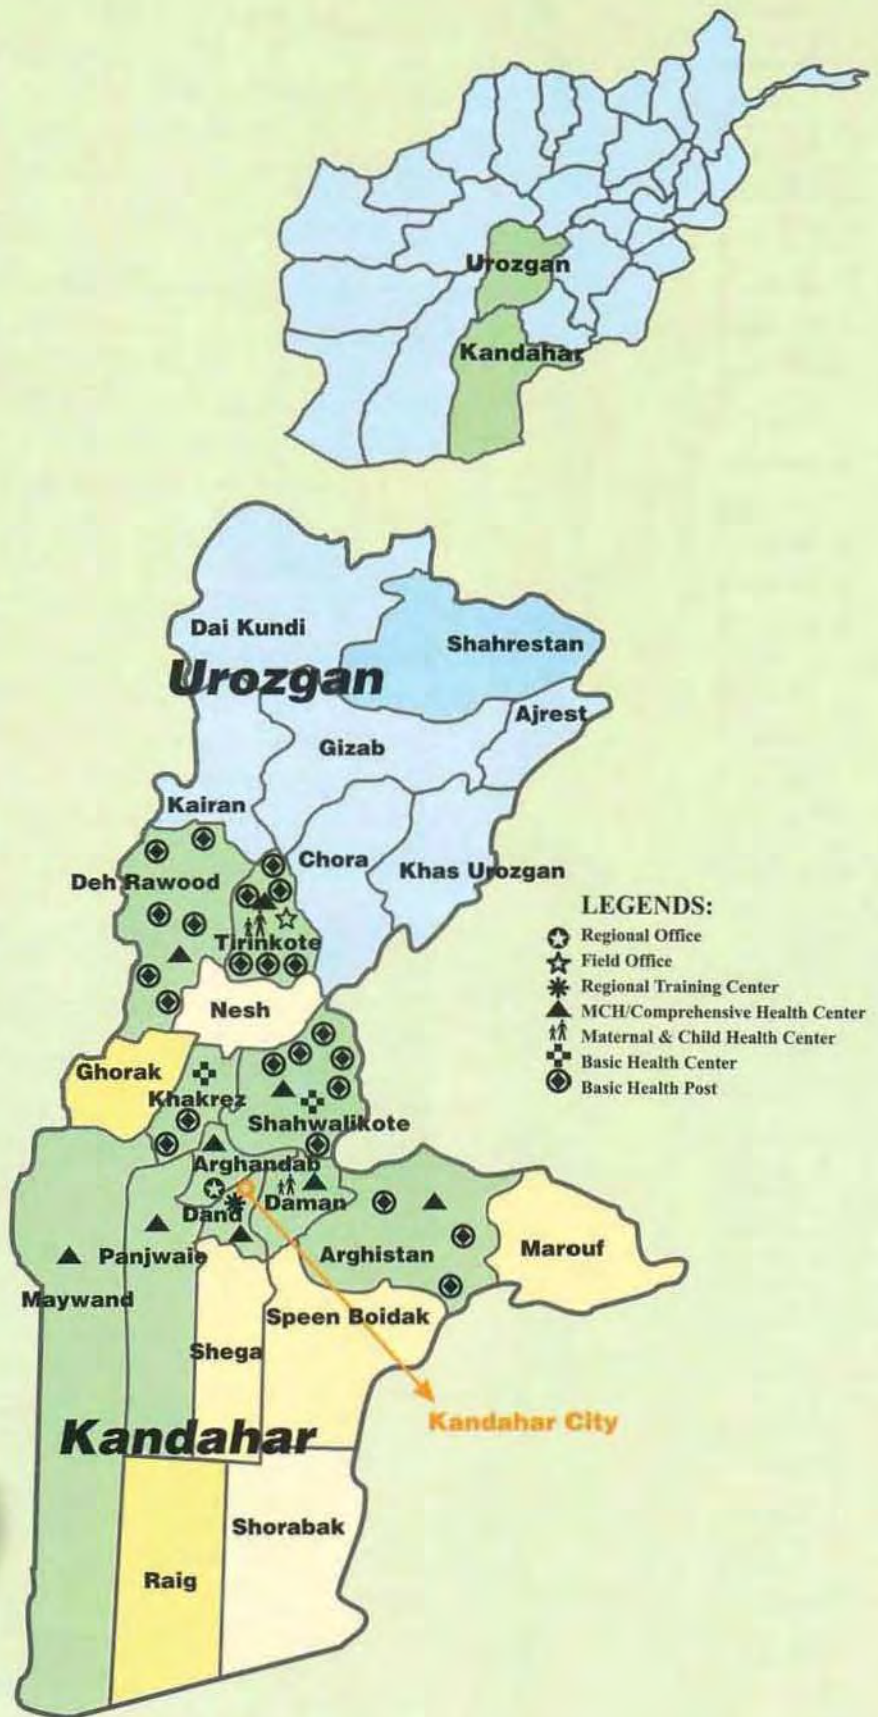 Urozgan
Kandahar
Dai Kundi
Shahrestan
Urozgan
Ajrest
Gizab
Kairan
Chora
Khas Urozgan
Deh Rawood
Tirinkote
LEGENDS:
Regional Office
Field Office
Regional Training Center
MCH/Comprehensive Health Center
Maternal & Child Health Center
Basic Health Center
Basic Health Post
Nesh
Ghorak
Khakrez
Shahwalikote
Arghandab
Dand
Daman
Panjwaie
Arghistan
Marouf
Maywand
Speen Boidak
Shega
Kandahar City
Kandahar
Shorabak
Raig